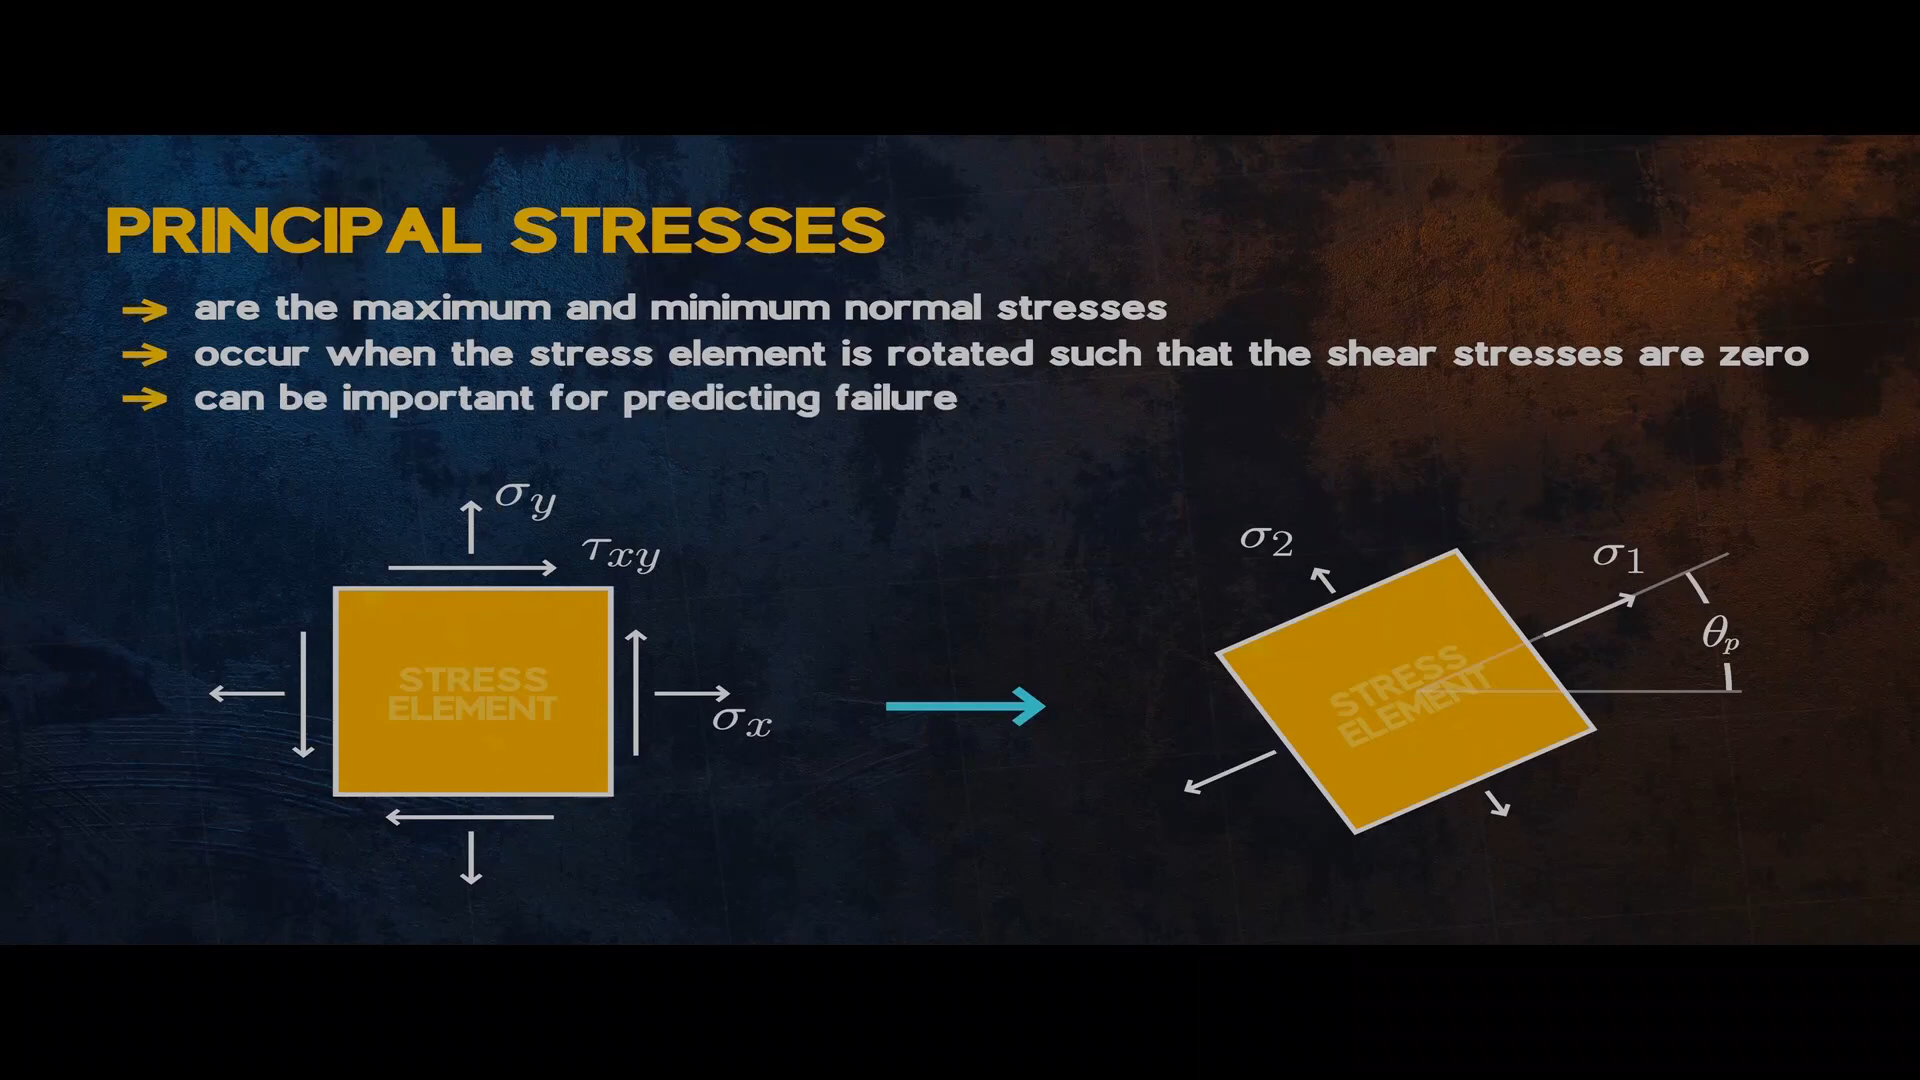 PRINCIPAL STRESSES
→ are the maximum and minimum normal stresses
→ occur when the stress element is rotated such that the shear stresses are zero
→ can be important for predicting failure
σy
τxy
STRESS
ELEMENT
σx
σ2
σ1
θp
STRESS
ELEMENT